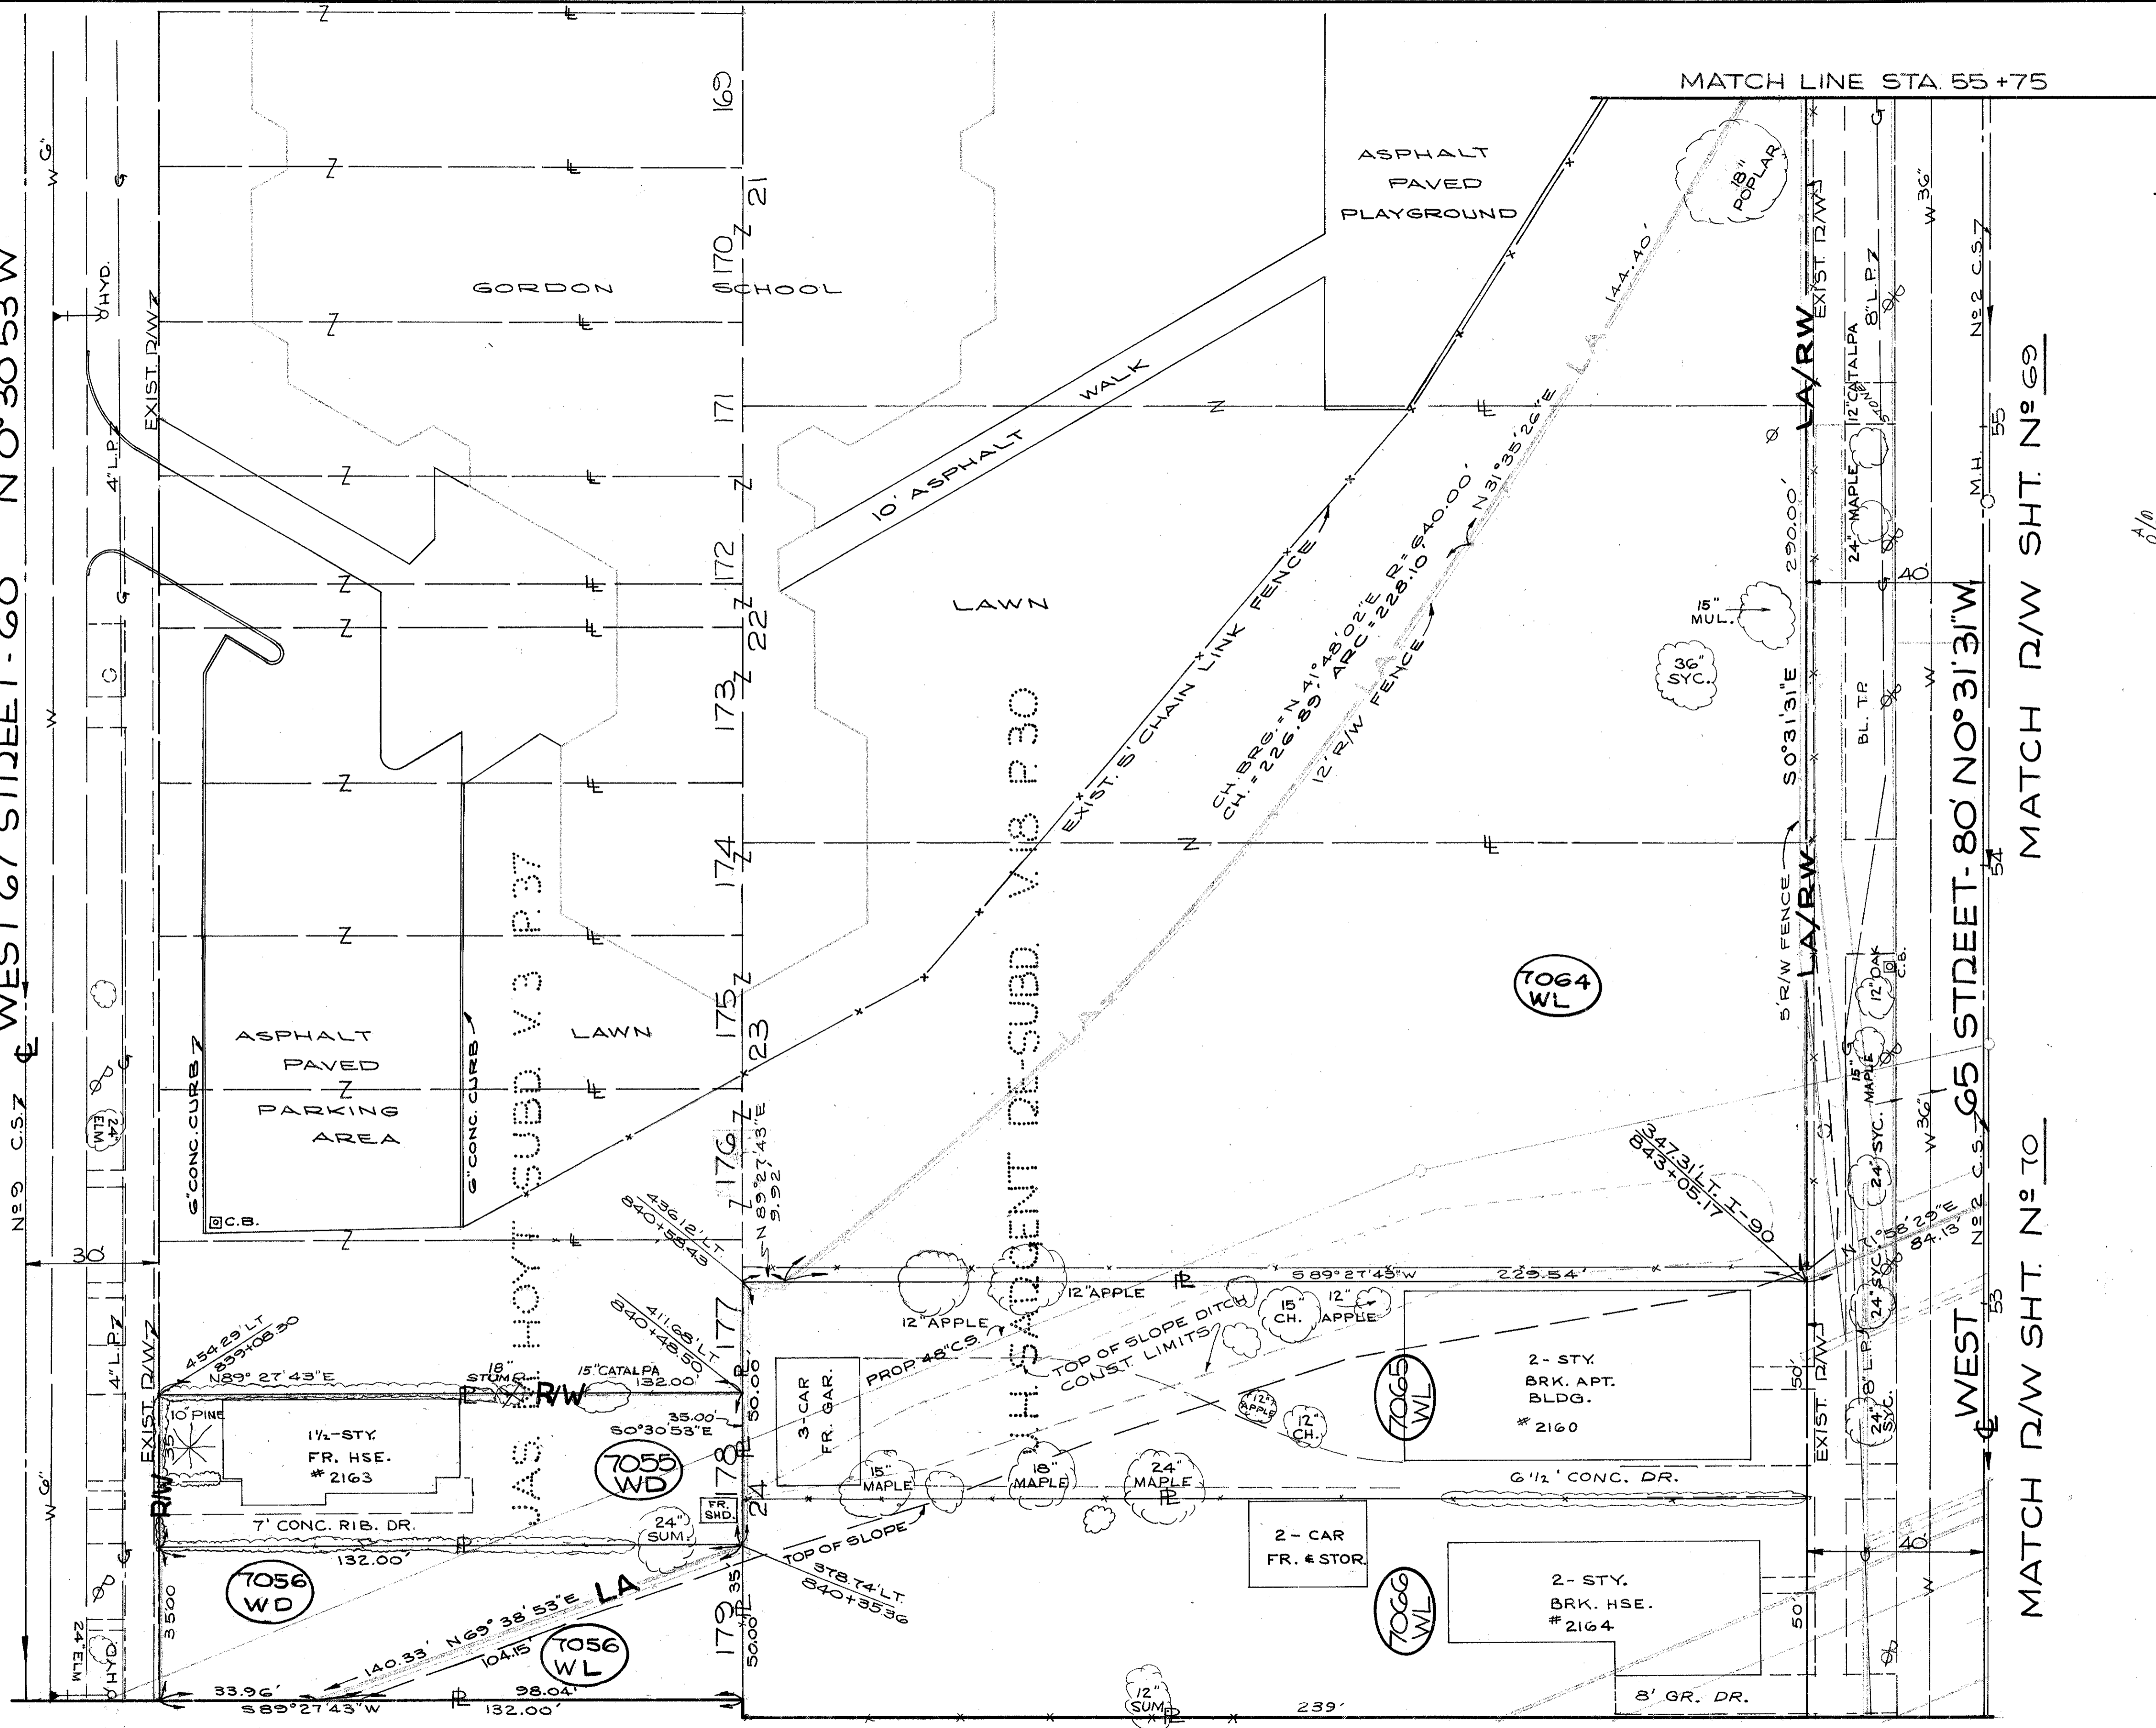 MATCH LINE STA. 55+75
WEST 67 STREET - 60' N 0°30'53"W
W 6"
HYD.
EXIST. R/W
4" L.P.
G
169
21
170
GORDON SCHOOL
171
172
22
173
174
175
23
176
177
178
24
179
ASPHALT
PAVED
PLAYGROUND
18"
POPLAR
10' ASPHALT WALK
LAWN
EXIST. 5' CHAIN LINK FENCE
CH. BRG. = N 41°48'02"E R = 640.00'
CH. = 226.89' ARC = 228.10'
12' R/W FENCE
N 31°35'26"E
144.40'
LA
LA
LA
LA/RW
EXIST. R/W
8" L.P.
W 36"
Nº 2 C.S.
12" CATALPA
24" MAPLE
M.H.
55
290.00'
40'
15"
MUL.
36"
SYC.
BL. T.P.
S 0°31'31"E
5' R/W FENCE
LA/RW
54
MATCH R/W SHT. Nº 69
WEST 65 STREET - 80' N0°31'31"W
12" OAK
C.B.
15" MAPLE
24" SYC.
W 36"
Nº 2 C.S.
MATCH R/W SHT. Nº 70
7064
WL
JAS. M. HOYT SUBD. V.3 P.37
W.H. SARGENT RE-SUBD. V.18 P.30
6" CONC. CURB
ASPHALT
PAVED
PARKING
AREA
6" CONC. CURB
LAWN
C.B.
24"
ELM
Nº 9 C.S.
30'
N 89°27'43"E
9.92'
436.12' LT.
840+58.43
411.68' LT
840+48.50
454.29' LT
839+08.30
N89° 27'43"E
18"
STUMP
R/W
15" CATALPA
132.00'
4" L.P.
EXIST. R/W
10" PINE
35'
R/W
1½-STY.
FR. HSE.
#2163
35.00'
S0°30'53"E
7055
WD
50.00'
FR.
SHD.
24"
SUM.
7' CONC. RIB. DR.
132.00'
7056
WD
35.00
N 69° 38' 53"E LA
140.33'
104.15'
7056
WL
33.96'
98.04'
S89°27'43"W
132.00'
24" ELM
HYD.
W 6"
50.00'
35'
347.31' LT. I-90
843+05.17
S 89°27'43"W
229.54'
12" APPLE
12" APPLE
15"
CH.
12"
APPLE
PROP. 48" C.S.
TOP OF SLOPE DITCH
CONST. LIMITS
3-CAR
FR. GAR.
12"
APPLE
12"
CH.
7065
WL
2-STY.
BRK. APT.
BLDG.
#2160
50'
EXIST. R/W
24" SYC.
8" L.P.
24"
SYC.
N 71°58'29"E
84.13'
53
15"
MAPLE
18"
MAPLE
24"
MAPLE
6½' CONC. DR.
TOP OF SLOPE
378.74' LT.
840+35.36
2-CAR
FR. & STOR.
7066
WL
2-STY.
BRK. HSE.
#2164
50'
40'
12"
SUM.
239'
8' GR. DR.